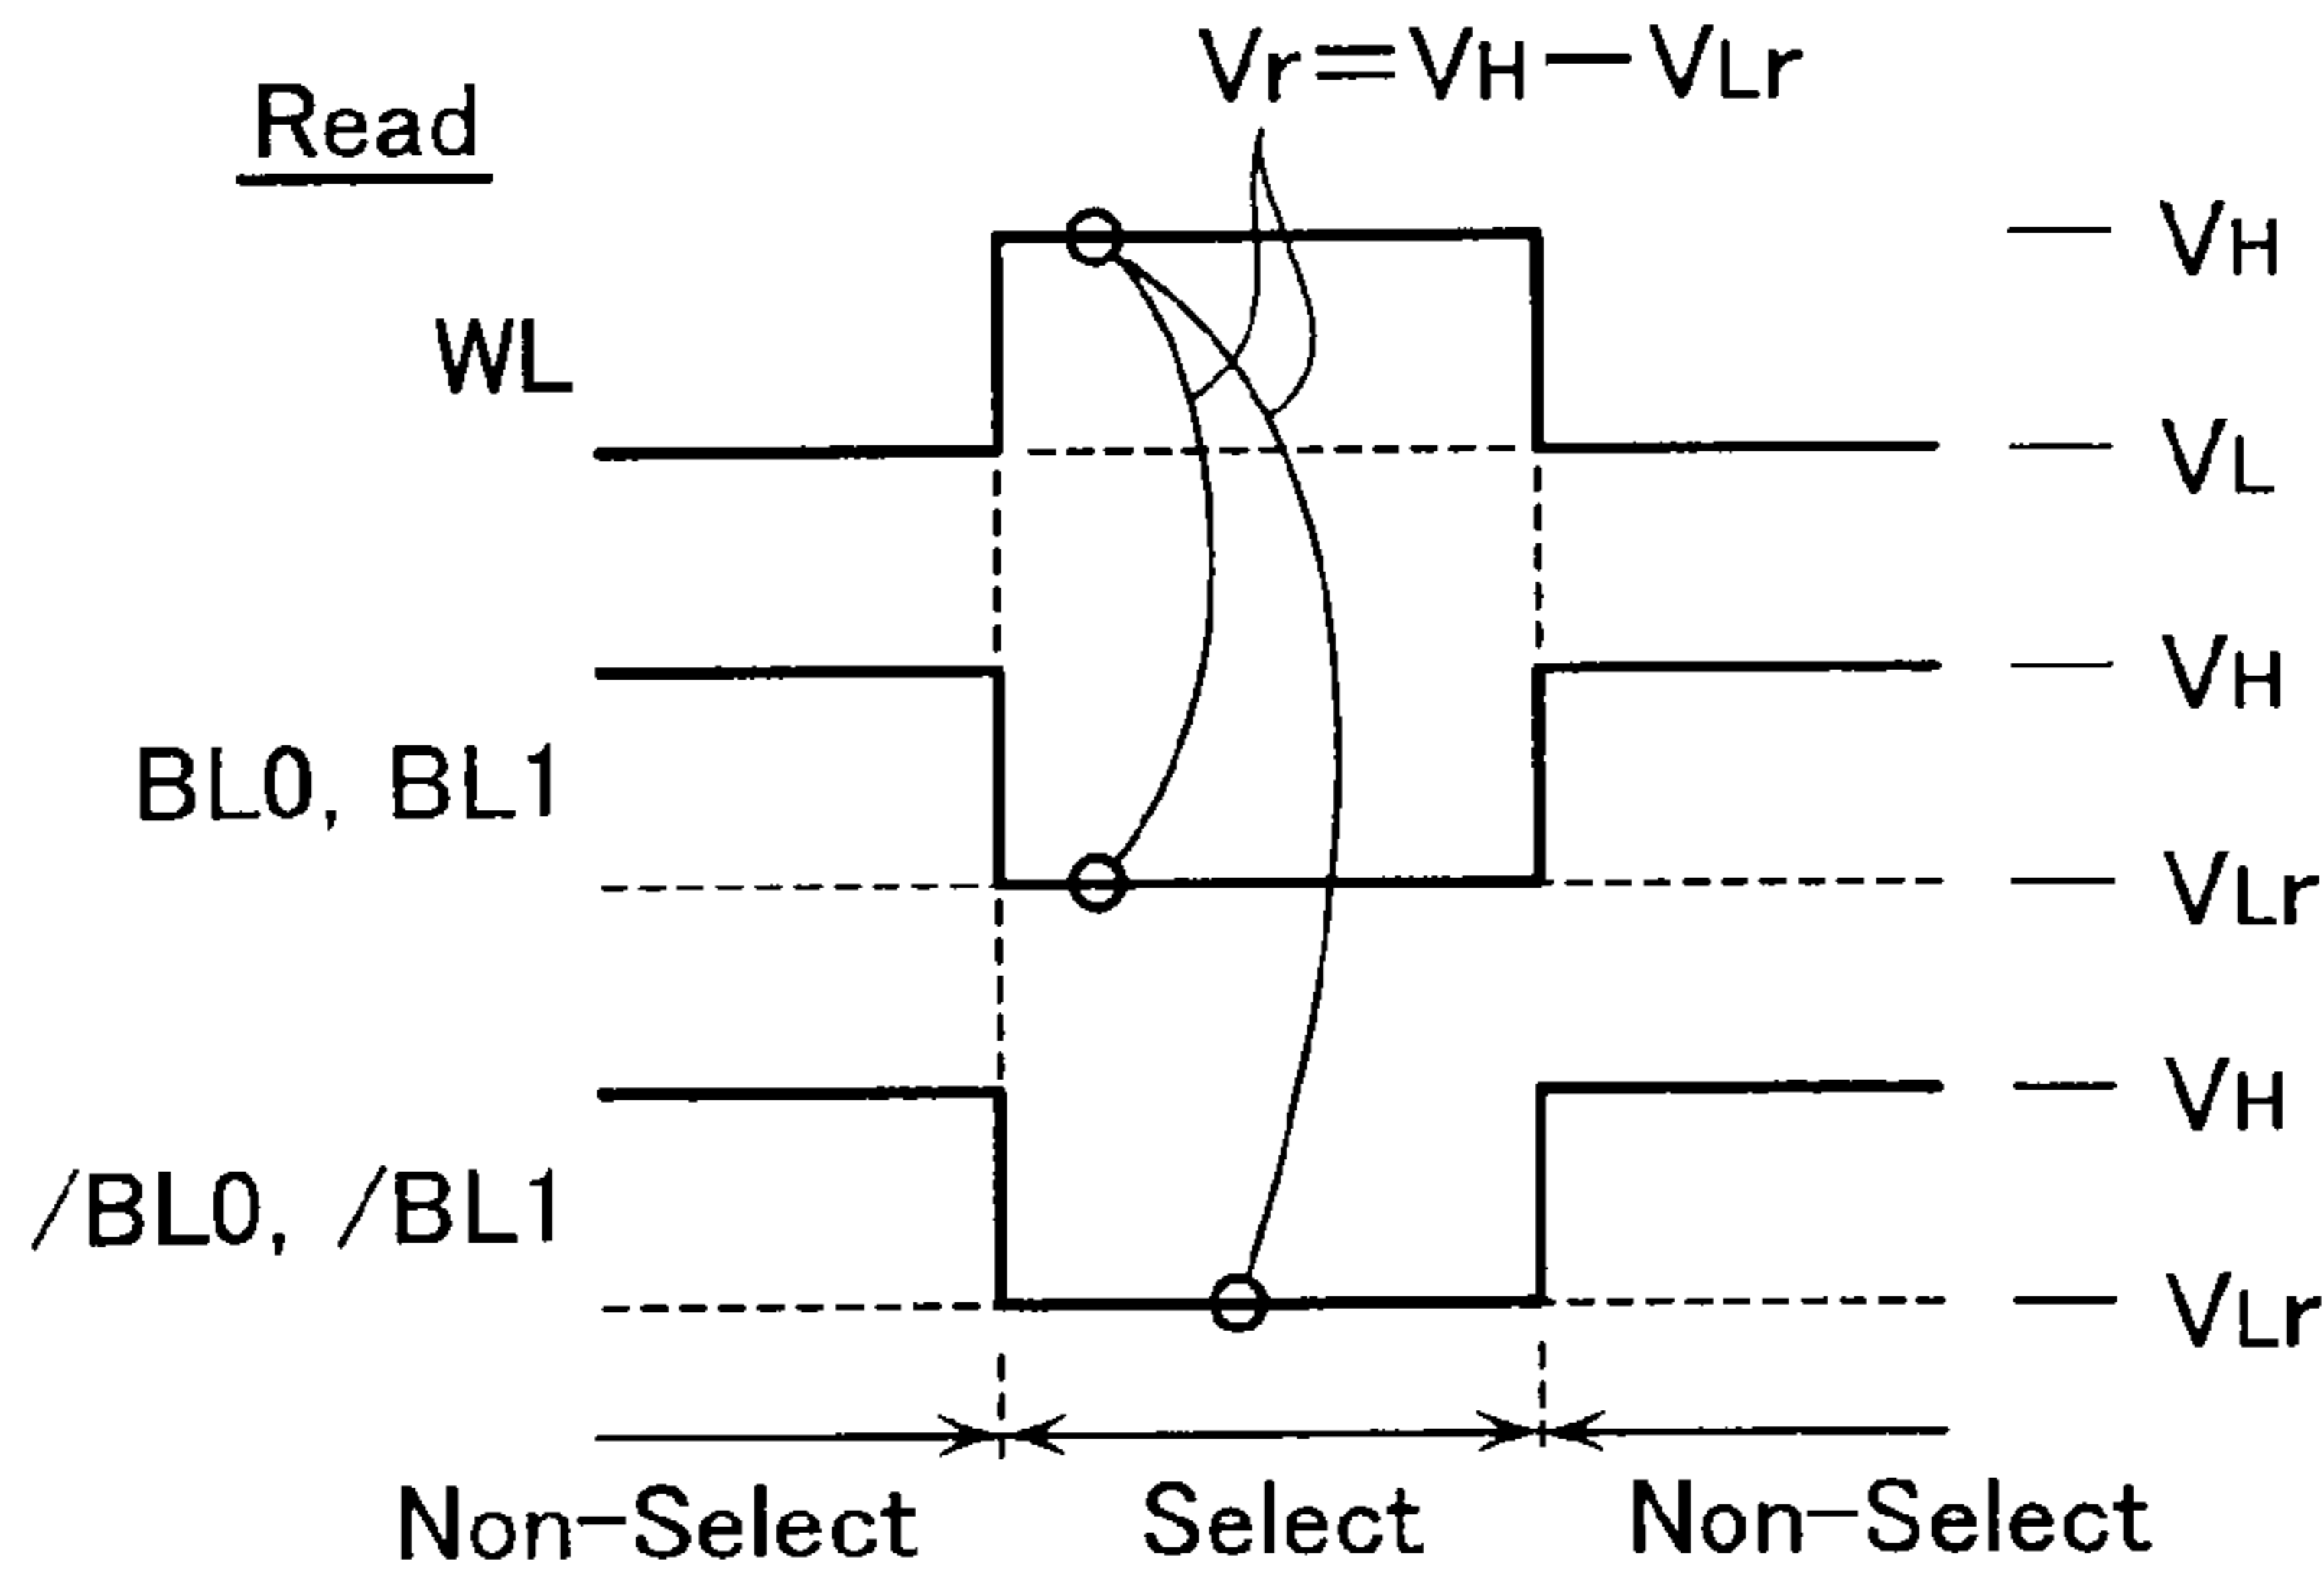 Vr=VH−VLr
Read
VH
WL
VL
VH
BL0, BL1
VLr
VH
/BL0, /BL1
VLr
Non-Select Select Non-Select